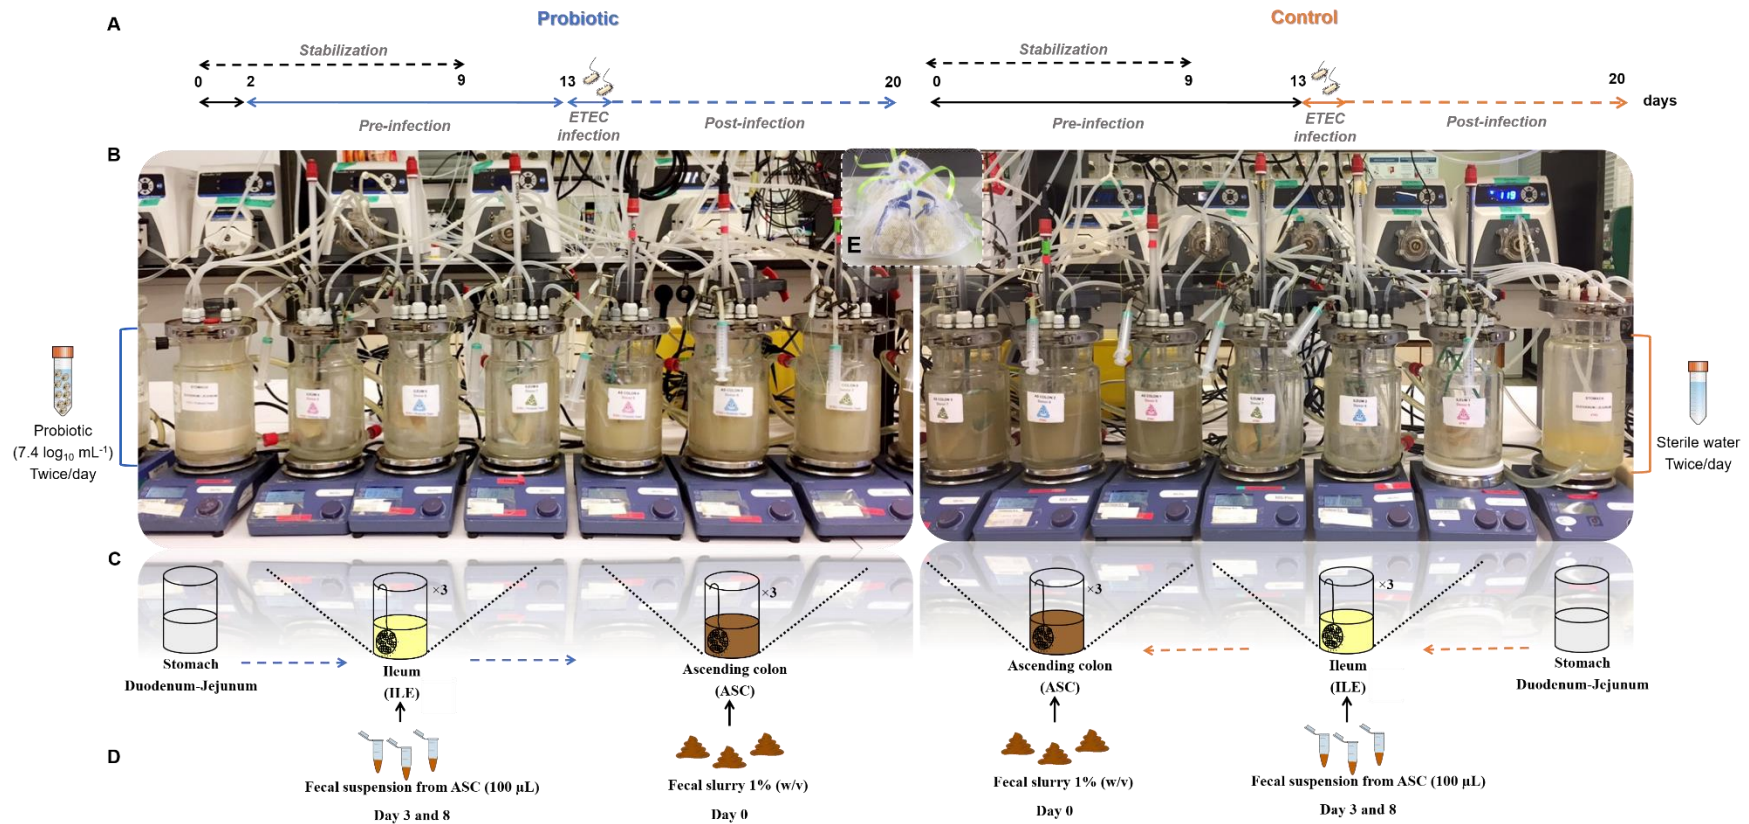 A
Probiotic
Control
Stabilization
Stabilization
0
2
9
13
20
0
9
13
20
days
Pre-infection
ETEC
infection
Post-infection
Pre-infection
ETEC
infection
Post-infection
B
E
Probiotic
(7.4 log10 mL-1)
Twice/day
Sterile water
Twice/day
C
×3
×3
×3
×3
Stomach
Duodenum-Jejunum
Ileum
(ILE)
Ascending colon
(ASC)
Ascending colon
(ASC)
Ileum
(ILE)
Stomach
Duodenum-Jejunum
D
Fecal suspension from ASC (100 µL)
Day 3 and 8
Fecal slurry 1% (w/v)
Day 0
Fecal slurry 1% (w/v)
Day 0
Fecal suspension from ASC (100 µL)
Day 3 and 8